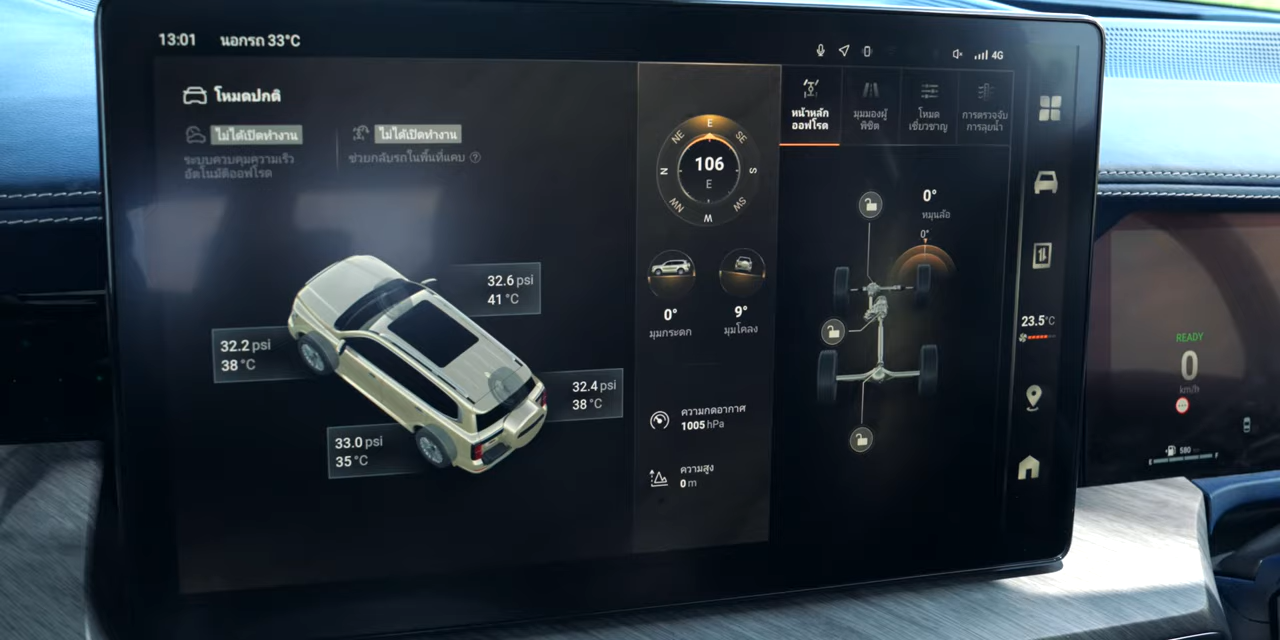 13:01 นอกรถ 33°C
4G
โหมดปกติ
ไม่ได้เปิดทำงาน
ระบบควบคุมความเร็ว
อัตโนมัติออฟโรด
ไม่ได้เปิดทำงาน
ช่วยกลับรถในพื้นที่แคบ ?
32.6 psi
41 °C
32.2 psi
38 °C
32.4 psi
38 °C
33.0 psi
35 °C
E
NE
SE
N
S
NW
SW
W
106
E
0°
มุมกระดก
9°
มุมโคลง
ความกดอากาศ
1005 hPa
ความสูง
0 m
หน้าหลัก
ออฟโรด
มุมมองผู้
พิชิต
โหมด
เชี่ยวชาญ
การตรวจจับ
การลุยน้ำ
0°
หมุนล้อ
0°
23.5°C
READY
0
km/h
580
E F